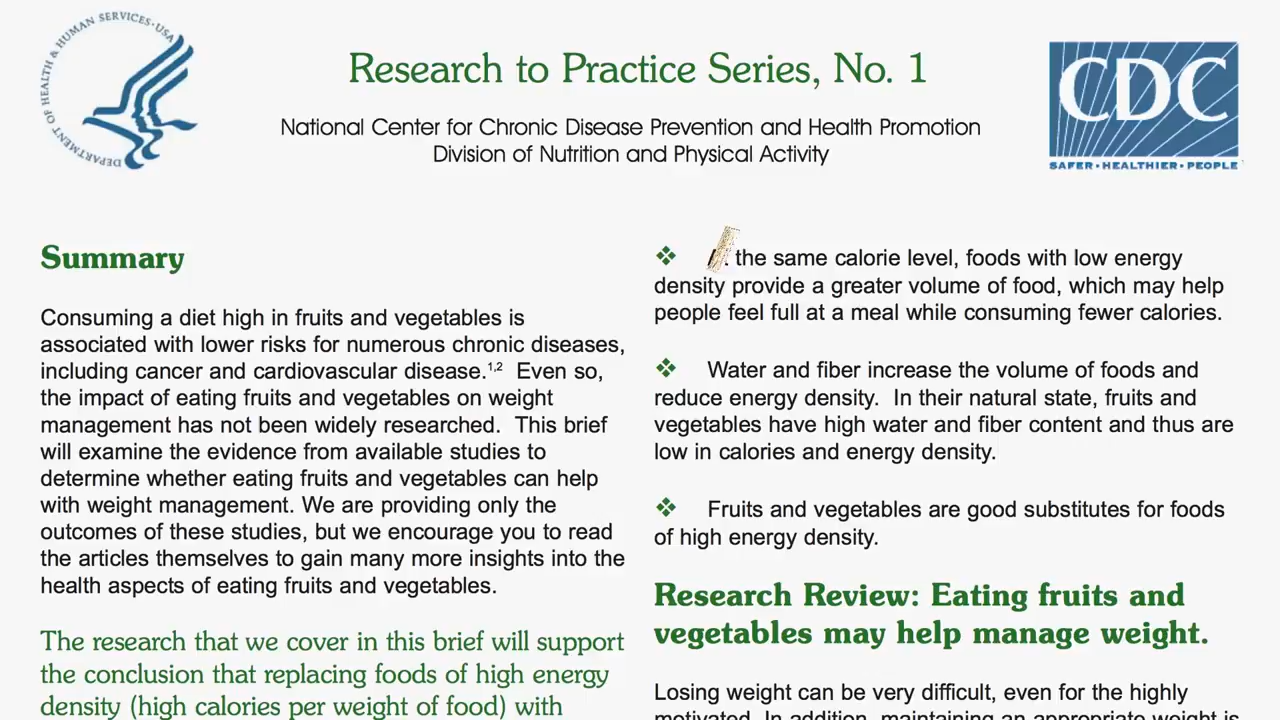 DEPARTMENT OF HEALTH & HUMAN SERVICES · USA
Research to Practice Series, No. 1
National Center for Chronic Disease Prevention and Health Promotion
Division of Nutrition and Physical Activity
CDC
SAFER • HEALTHIER • PEOPLE
Summary
Consuming a diet high in fruits and vegetables is
associated with lower risks for numerous chronic diseases,
including cancer and cardiovascular disease.1,2 Even so,
the impact of eating fruits and vegetables on weight
management has not been widely researched. This brief
will examine the evidence from available studies to
determine whether eating fruits and vegetables can help
with weight management. We are providing only the
outcomes of these studies, but we encourage you to read
the articles themselves to gain many more insights into the
health aspects of eating fruits and vegetables.
The research that we cover in this brief will support
the conclusion that replacing foods of high energy
density (high calories per weight of food) with
❖ the same calorie level, foods with low energy
density provide a greater volume of food, which may help
people feel full at a meal while consuming fewer calories.
❖ Water and fiber increase the volume of foods and
reduce energy density. In their natural state, fruits and
vegetables have high water and fiber content and thus are
low in calories and energy density.
❖ Fruits and vegetables are good substitutes for foods
of high energy density.
Research Review: Eating fruits and
vegetables may help manage weight.
Losing weight can be very difficult, even for the highly
motivated. In addition, maintaining an appropriate weight is